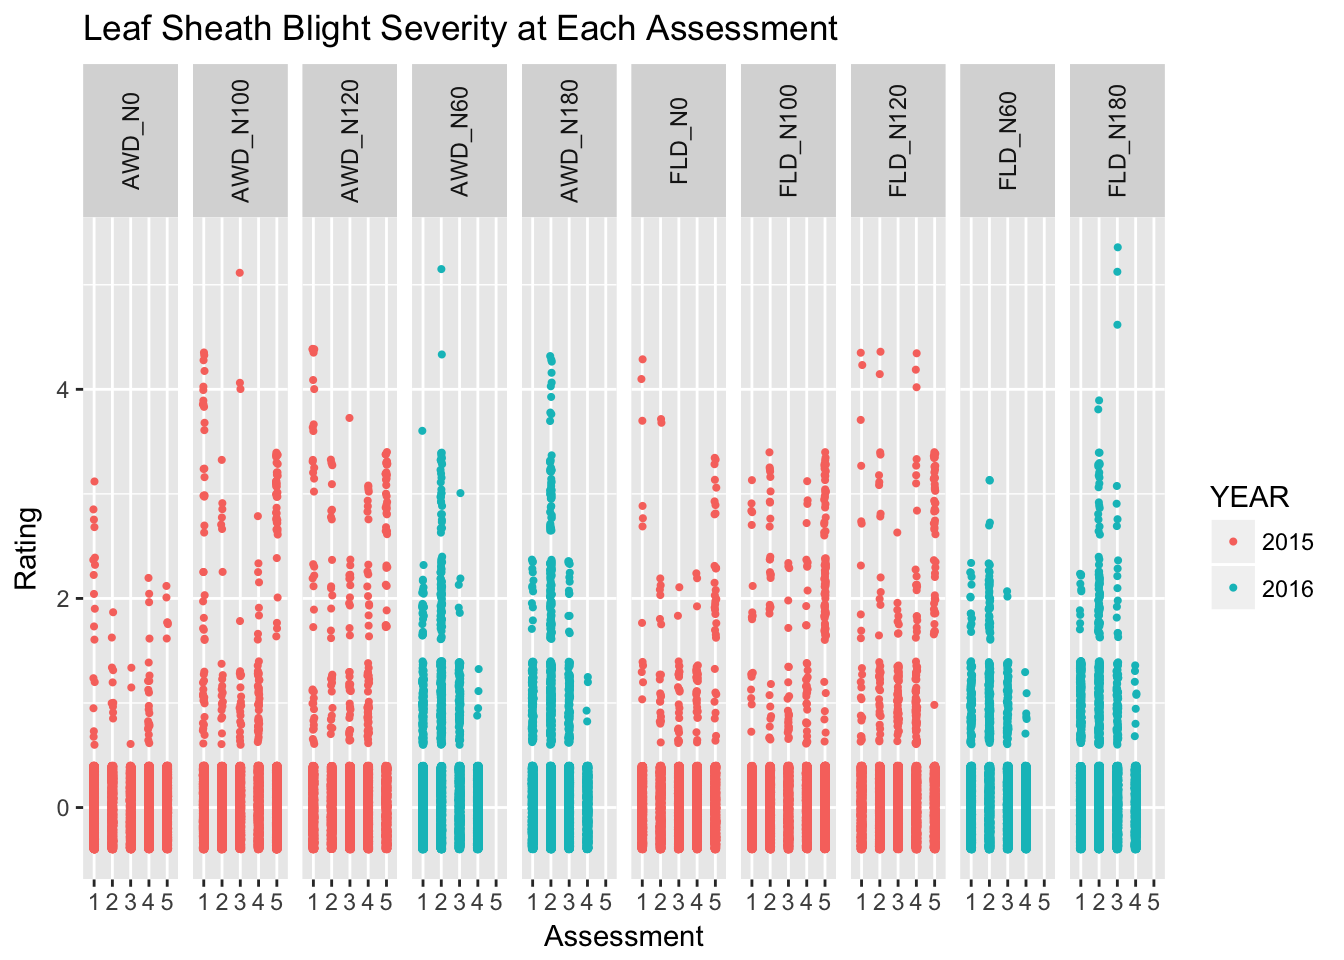 Leaf Sheath Blight Severity at Each Assessment
AWD_N0 AWD_N100 AWD_N120 AWD_N60 AWD_N180 FLD_N0 FLD_N100 FLD_N120 FLD_N60 FLD_N180
4
2
0
Rating
1 2 3 4 5 1 2 3 4 5 1 2 3 4 5 1 2 3 4 5 1 2 3 4 5 1 2 3 4 5 1 2 3 4 5 1 2 3 4 5 1 2 3 4 5 1 2 3 4 5
Assessment
YEAR
2015
2016